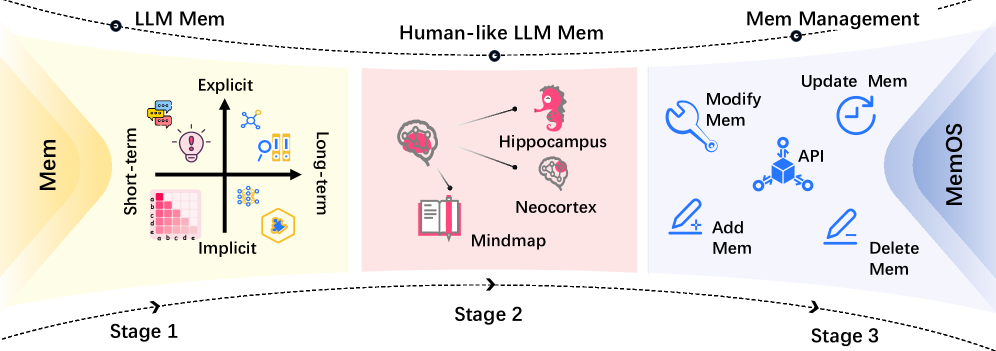 LLM Mem
Human-like LLM Mem
Mem Management
Mem
Explicit
Short-term
Long-term
Implicit
a
b
c
d
e
a b c d e
Hippocampus
Neocortex
Mindmap
Modify
Mem
Update Mem
API
Add
Mem
Delete
Mem
MemOS
Stage 1
Stage 2
Stage 3